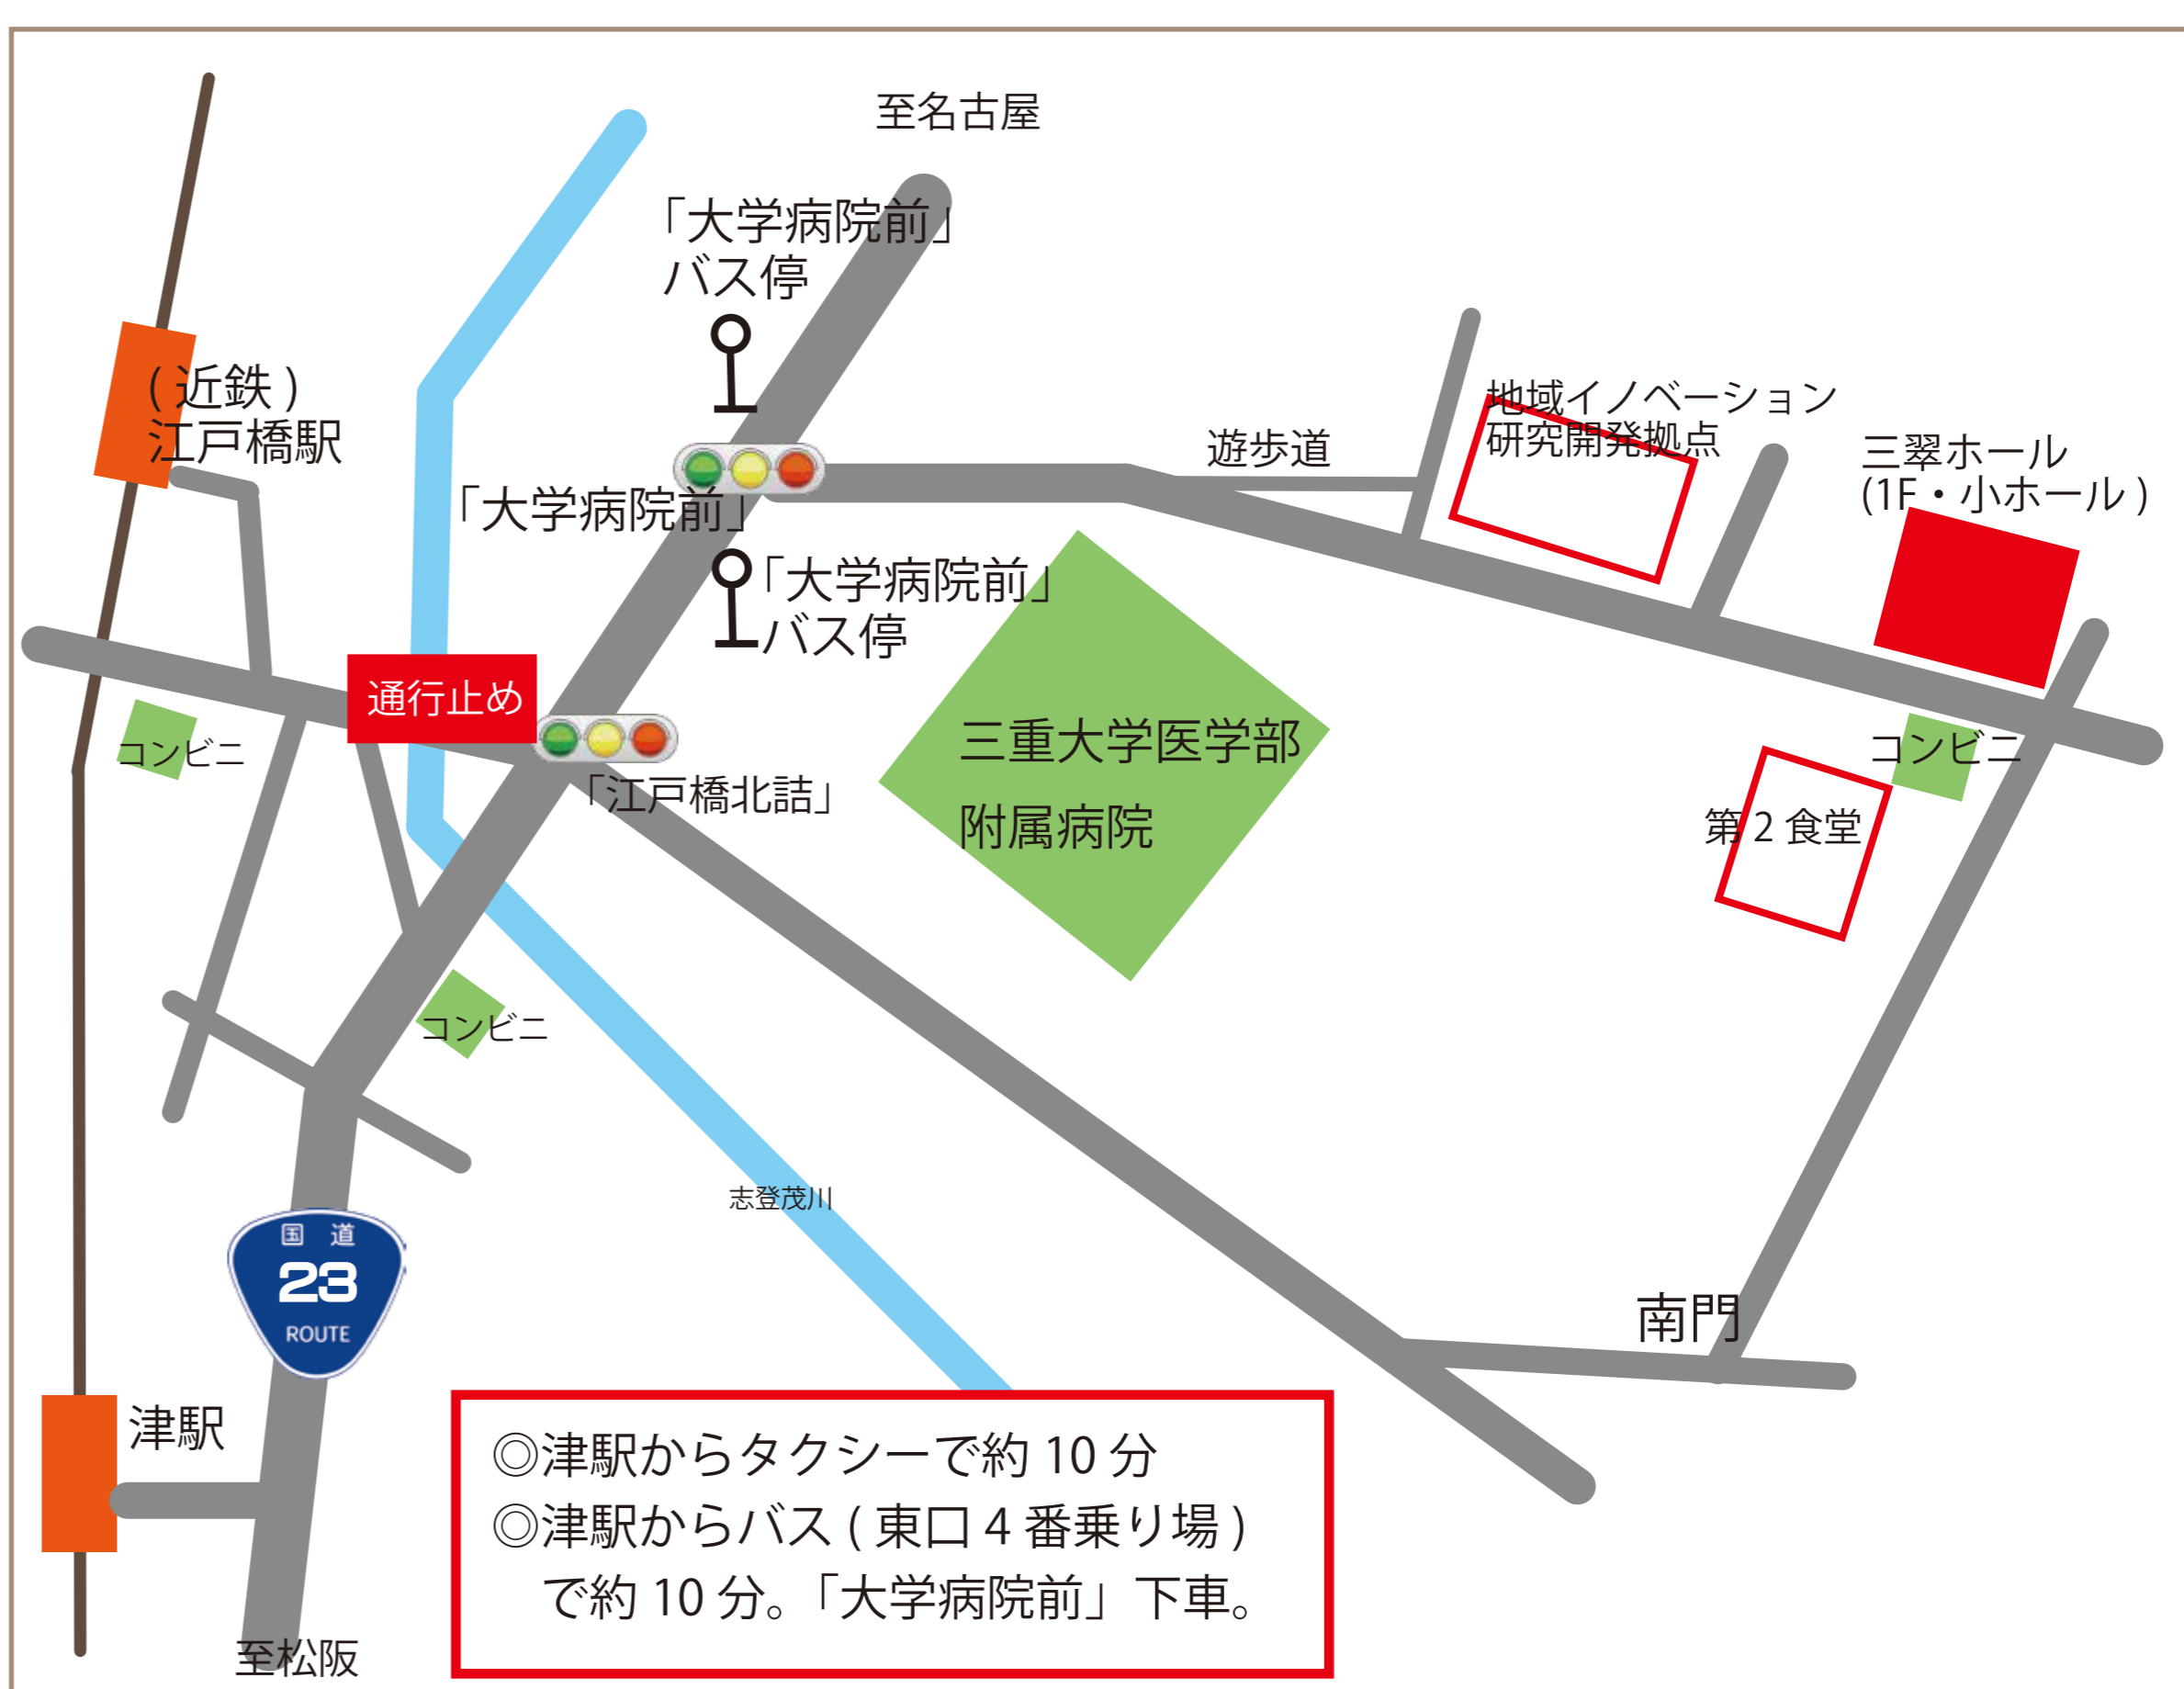 至名古屋
「大学病院前」
バス停
( 近鉄 )
江戸橋駅
地域イノベーション
研究開発拠点
遊歩道
三翠ホール
(1F・小ホール )
「大学病院前」
「大学病院前」
バス停
通行止め
コンビニ
「江戸橋北詰」
三重大学医学部
附属病院
コンビニ
第 2 食堂
コンビニ
志登茂川
国 道
23
ROUTE
南門
津駅
◎津駅からタクシーで約 10 分
◎津駅からバス ( 東口 4 番乗り場 )
で約 10 分。「大学病院前」下車。
至松阪